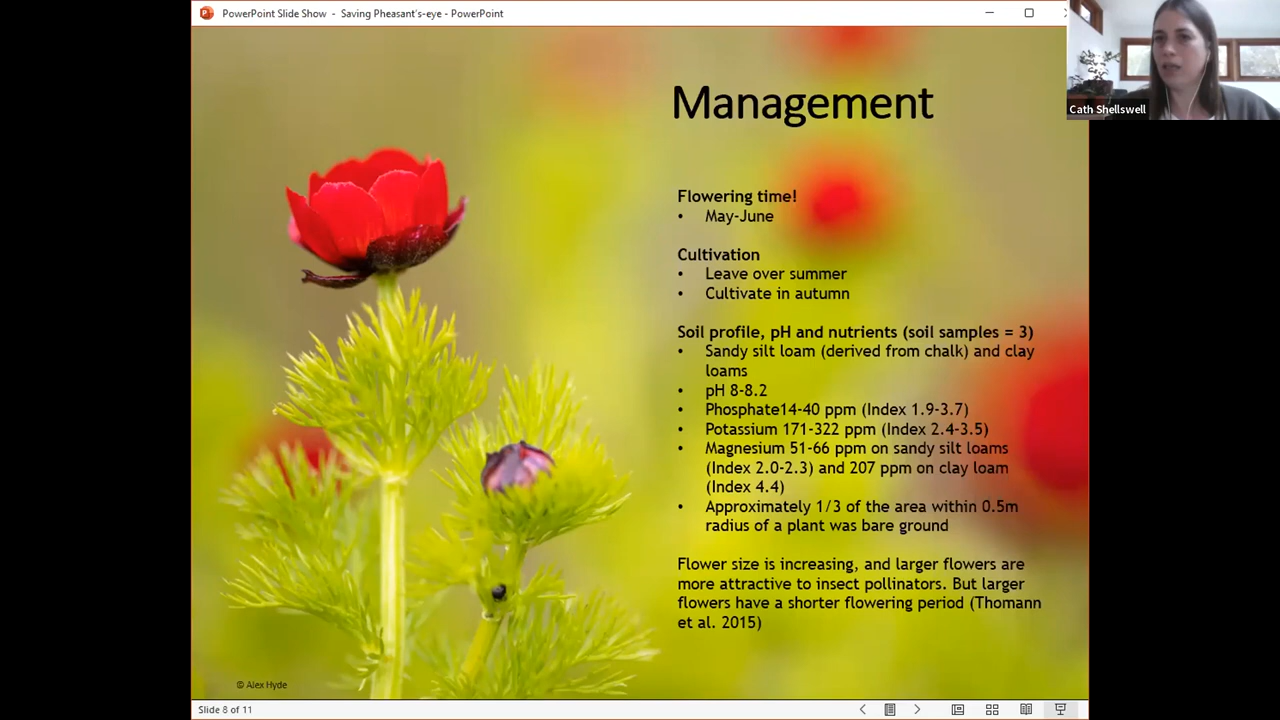 PowerPoint Slide Show - Saving Pheasant's-eye - PowerPoint
Cath Shellswell
Management
Flowering time!
• May-June
Cultivation
• Leave over summer
• Cultivate in autumn
Soil profile, pH and nutrients (soil samples = 3)
• Sandy silt loam (derived from chalk) and clay
loams
• pH 8-8.2
• Phosphate14-40 ppm (Index 1.9-3.7)
• Potassium 171-322 ppm (Index 2.4-3.5)
• Magnesium 51-66 ppm on sandy silt loams
(Index 2.0-2.3) and 207 ppm on clay loam
(Index 4.4)
• Approximately 1/3 of the area within 0.5m
radius of a plant was bare ground
Flower size is increasing, and larger flowers are
more attractive to insect pollinators. But larger
flowers have a shorter flowering period (Thomann
et al. 2015)
© Alex Hyde
Slide 8 of 11